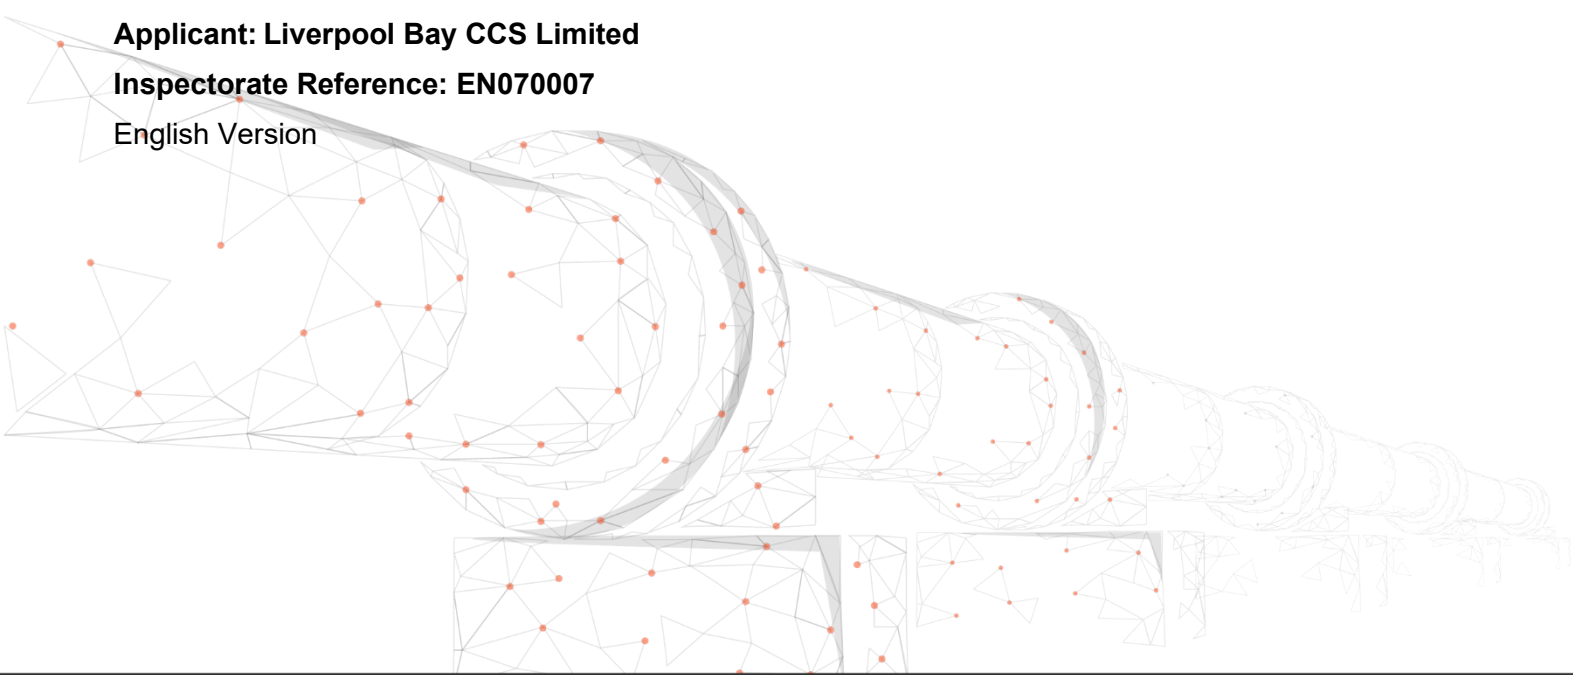 Applicant: Liverpool Bay CCS Limited
Inspectorate Reference: EN070007
English Version